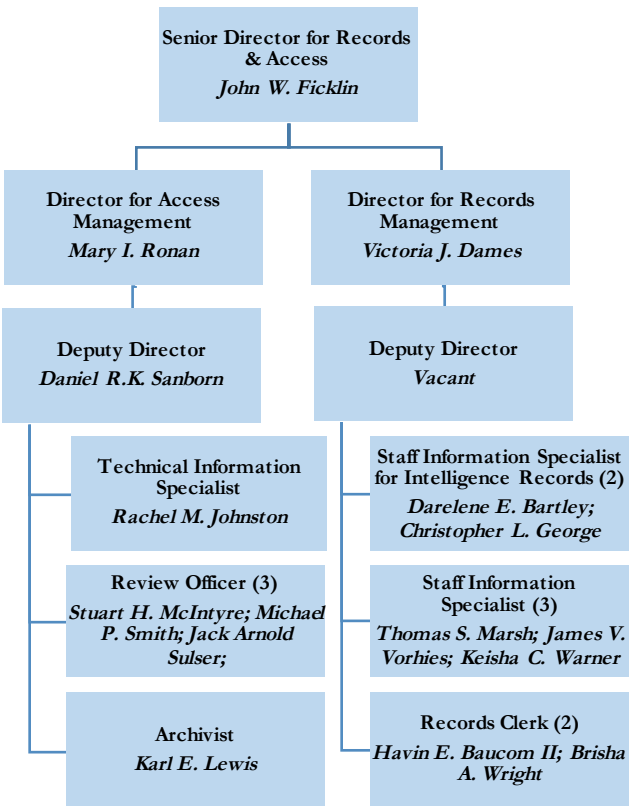 Senior Director for Records
& Access
John W. Ficklin
Director for Access
Management
Mary I. Ronan
Director for Records
Management
Victoria J. Dames
Deputy Director
Daniel R.K. Sanborn
Deputy Director
Vacant
Technical Information
Specialist
Rachel M. Johnston
Review Officer (3)
Stuart H. McIntyre; Michael
P. Smith; Jack Arnold
Sulser;
Archivist
Karl E. Lewis
Staff Information Specialist
for Intelligence Records (2)
Darelene E. Bartley;
Christopher L. George
Staff Information
Specialist (3)
Thomas S. Marsh; James V.
Vorhies; Keisha C. Warner
Records Clerk (2)
Havin E. Baucom II; Brisha
A. Wright